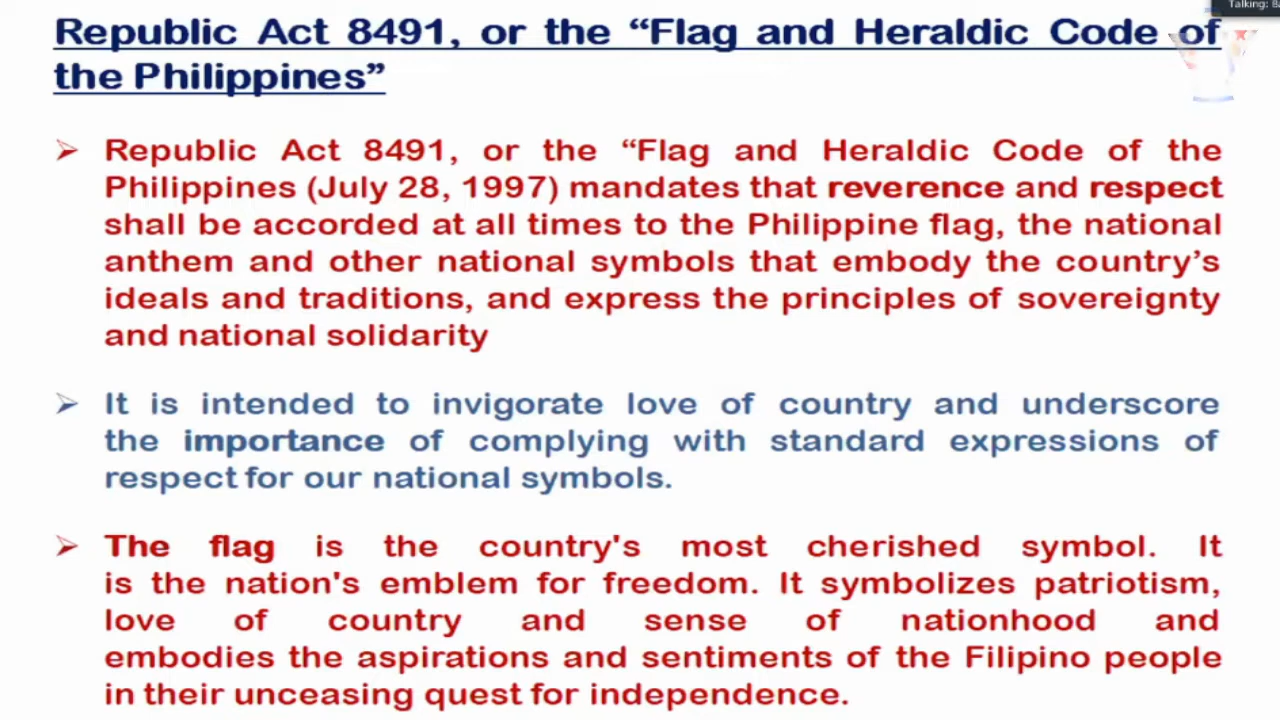 Talking: Ba
Republic Act 8491, or the “Flag and Heraldic Code of
the Philippines”
➢ Republic Act 8491, or the “Flag and Heraldic Code of the
Philippines (July 28, 1997) mandates that reverence and respect
shall be accorded at all times to the Philippine flag, the national
anthem and other national symbols that embody the country’s
ideals and traditions, and express the principles of sovereignty
and national solidarity
➢ It is intended to invigorate love of country and underscore
the importance of complying with standard expressions of
respect for our national symbols.
➢ The flag is the country's most cherished symbol. It
is the nation's emblem for freedom. It symbolizes patriotism,
love of country and sense of nationhood and
embodies the aspirations and sentiments of the Filipino people
in their unceasing quest for independence.